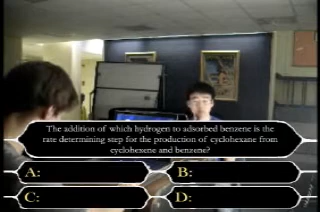 The addition of which hydrogen to adsorbed benzene is the
rate determining step for the production of cyclohexane from
cyclohexene and benzene?
A:
B:
C:
D: